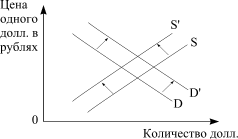 Цена
одного
долл. в
рублях
S'
S
D'
D
0
Количество долл.